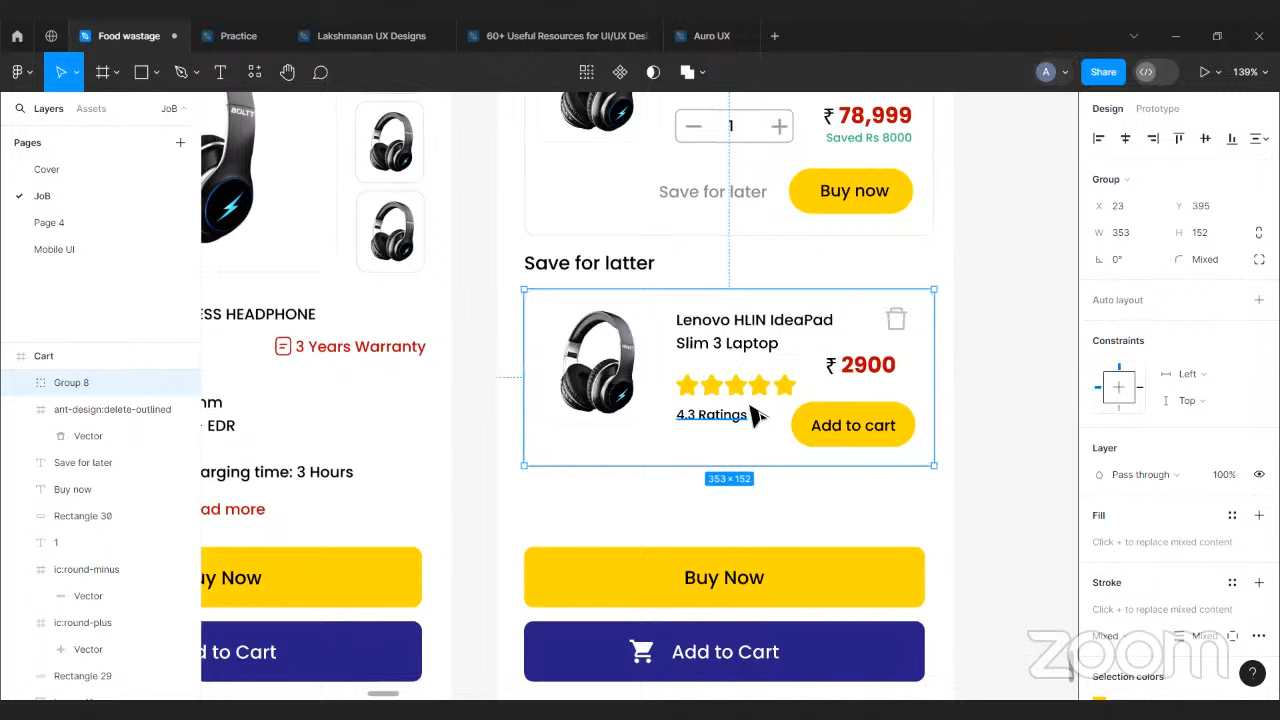 Food wastage
Practice
Lakshmanan UX Designs
60+ Useful Resources for UI/UX Desi
Auro UX
A
Share
139%
Layers
Assets
JoB
Pages
Cover
JoB
Page 4
Mobile UI
Cart
Group 8
ant-design:delete-outlined
Vector
Save for later
Buy now
Rectangle 30
1
ic:round-minus
Vector
ic:round-plus
Vector
Rectangle 29
BOLTT
ESS HEADPHONE
3 Years Warranty
mm
EDR
arging time: 3 Hours
ad more
uy Now
d to Cart
1
₹ 78,999
Saved Rs 8000
Save for later
Buy now
Save for latter
Lenovo HLIN IdeaPad
Slim 3 Laptop
₹ 2900
4.3 Ratings
Add to cart
353 × 152
Buy Now
Add to Cart
Design
Prototype
Group
X 23
Y 395
W 353
H 152
0°
Mixed
Auto layout
Constraints
Left
Top
Layer
Pass through
100%
Fill
Click + to replace mixed content
Stroke
Click + to replace mixed content
Mixed
Mixed
Selection colors
zoom
?